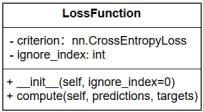 LossFunction
- criterion：nn.CrossEntropyLoss
- ignore_index: int
+ __init__(self, ignore_index=0)
+ compute(self, predictions, targets)